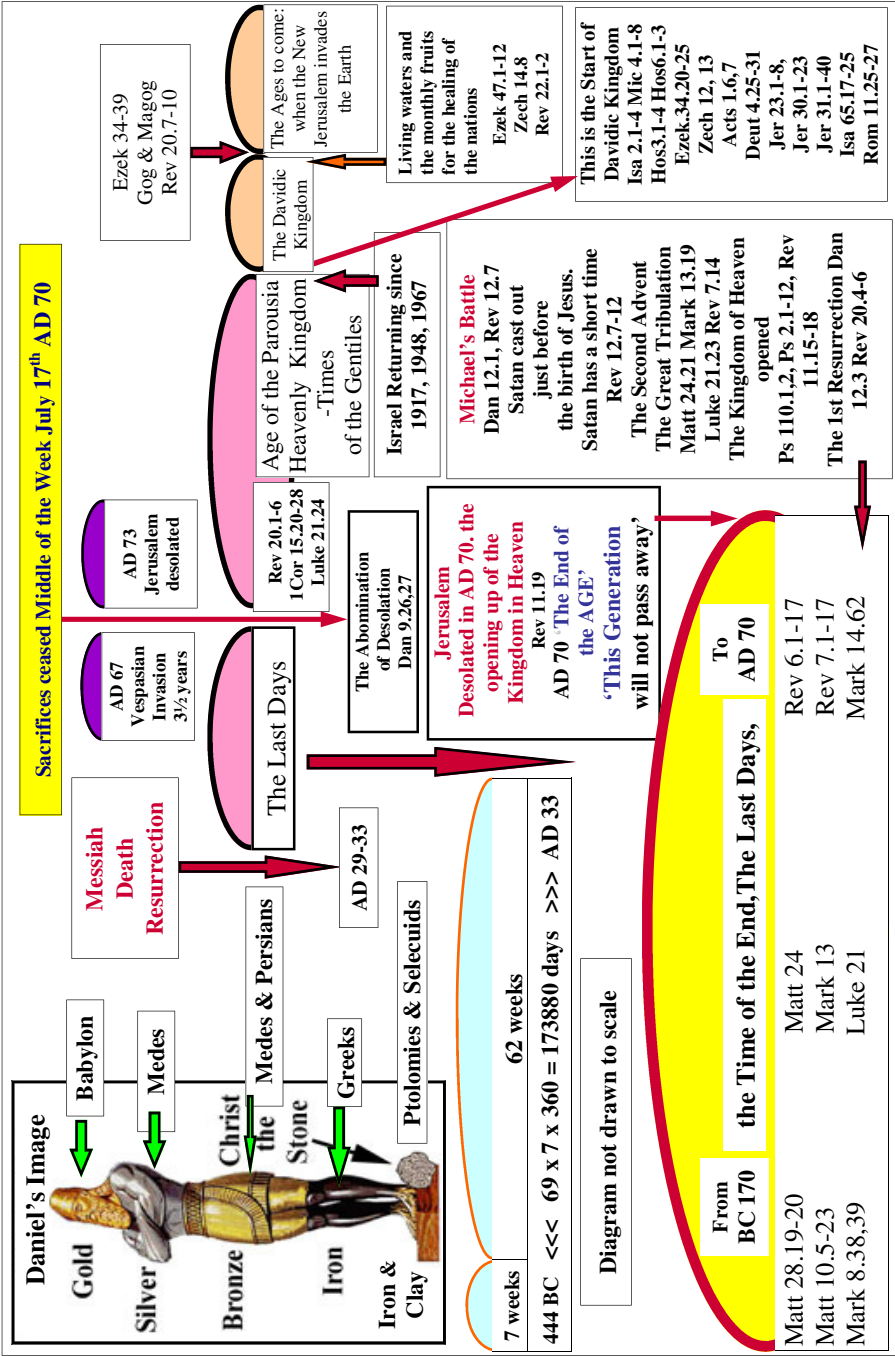 Daniel's Image
Gold
Silver
Bronze
Iron
Iron &
Clay
Christ
the
Stone
Babylon
Medes
Medes & Persians
Greeks
Ptolomies & Selecuids
Messiah
Death
Resurrection
AD 29-33
Sacrifices ceased Middle of the Week July 17th AD 70
AD 67
Vespasian
Invasion
3½ years
AD 73
Jerusalem
desolated
The Last Days
Rev 20.1-6
1Cor 15.20-28
Luke 21.24
Age of the Parousia
Heavenly Kingdom
-Times
of the Gentiles
The Davidic
Kingdom
The Ages to come:
when the New
Jerusalem invades
the Earth
Ezek 34-39
Gog & Magog
Rev 20.7-10
The Abomination
of Desolation
Dan 9.26,27
Israel Returning since
1917, 1948, 1967
Living waters and
the monthly fruits
for the healing of
the nations
Ezek 47.1-12
Zech 14.8
Rev 22.1-2
7 weeks
62 weeks
444 BC <<< 69 x 7 x 360 = 173880 days >>> AD 33
Diagram not drawn to scale
Jerusalem
Desolated in AD 70. the
opening up of the
Kingdom in Heaven
Rev 11.19
AD 70 'The End of
the AGE'
'This Generation
will not pass away'
Michael's Battle
Dan 12.1, Rev 12.7
Satan cast out
just before
the birth of Jesus.
Satan has a short time
Rev 12.7-12
The Second Advent
The Great Tribulation
Matt 24.21 Mark 13.19
Luke 21.23 Rev 7.14
The Kingdom of Heaven
opened
Ps 110.1,2, Ps 2.1-12, Rev
11.15-18
The 1st Resurrection Dan
12.3 Rev 20.4-6
This is the Start of
Davidic Kingdom
Isa 2.1-4 Mic 4.1-8
Hos3.1-4 Hos6.1-3
Ezek.34.20-25
Zech 12, 13
Acts 1.6,7
Deut 4.25-31
Jer 23.1-8,
Jer 30.1-23
Jer 31.1-40
Isa 65.17-25
Rom 11.25-27
From
BC 170
the Time of the End,The Last Days,
To
AD 70
Matt 28.19-20
Matt 10.5-23
Mark 8.38,39
Matt 24
Mark 13
Luke 21
Rev 6.1-17
Rev 7.1-17
Mark 14.62